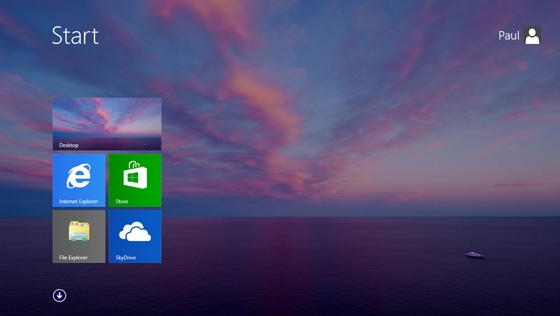 Start
Paul
Desktop
Internet Explorer
Store
File Explorer
SkyDrive